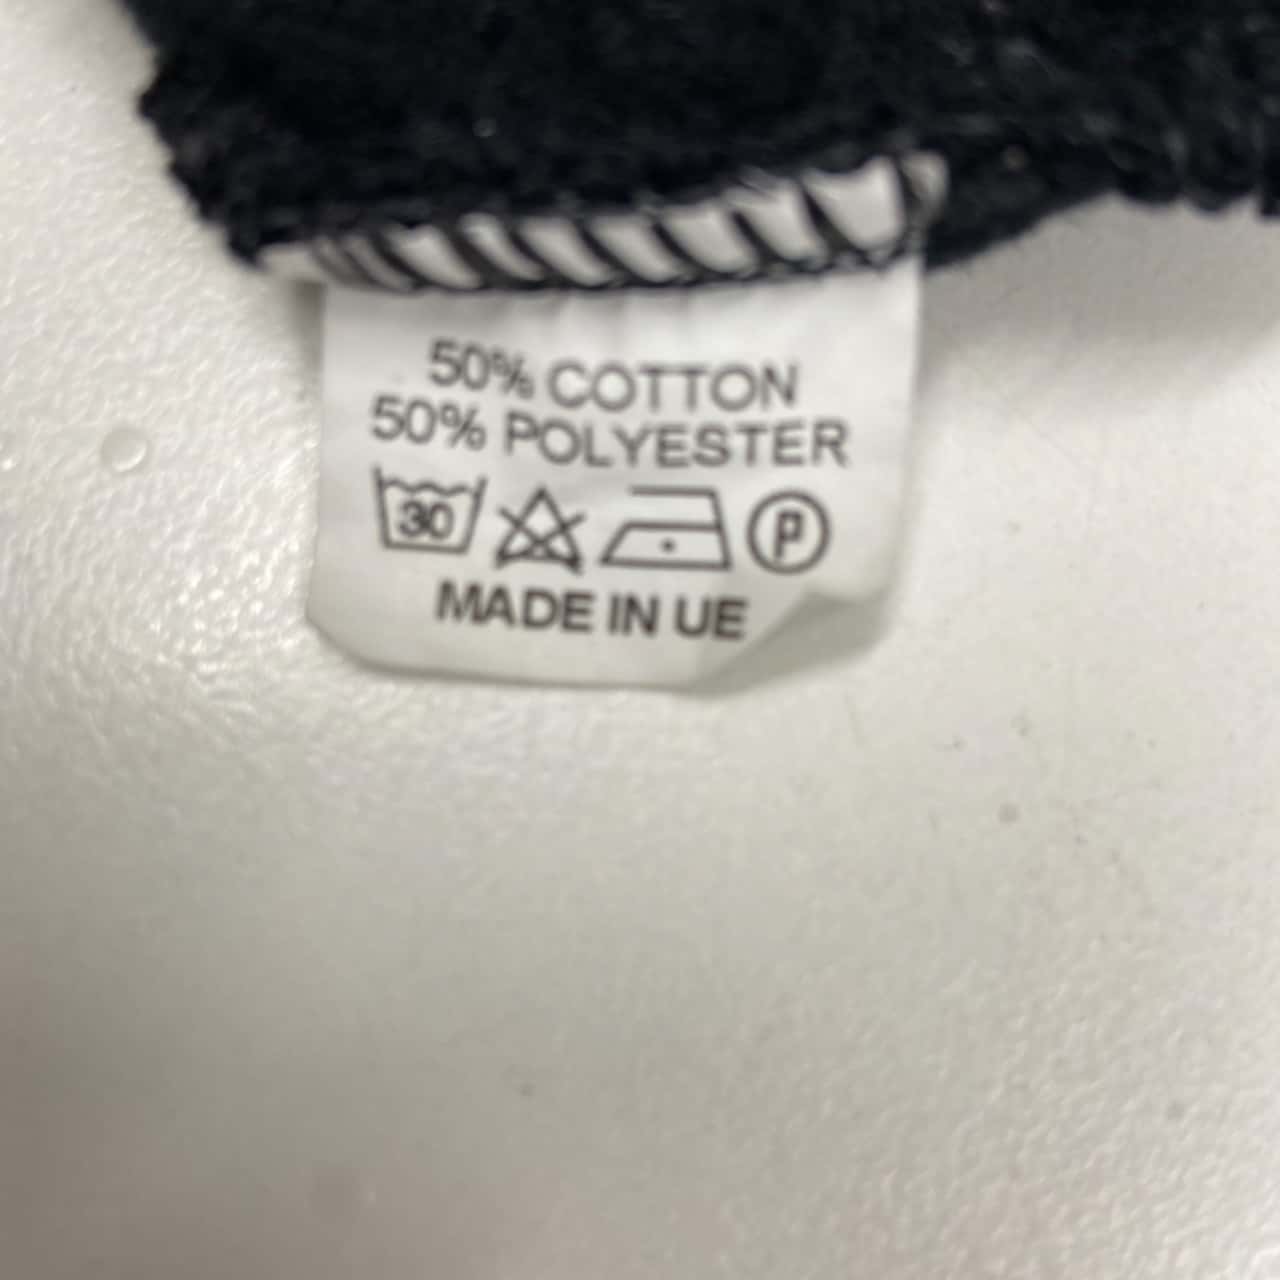 50% COTTON
50% POLYESTER
30 P
MADE IN UE